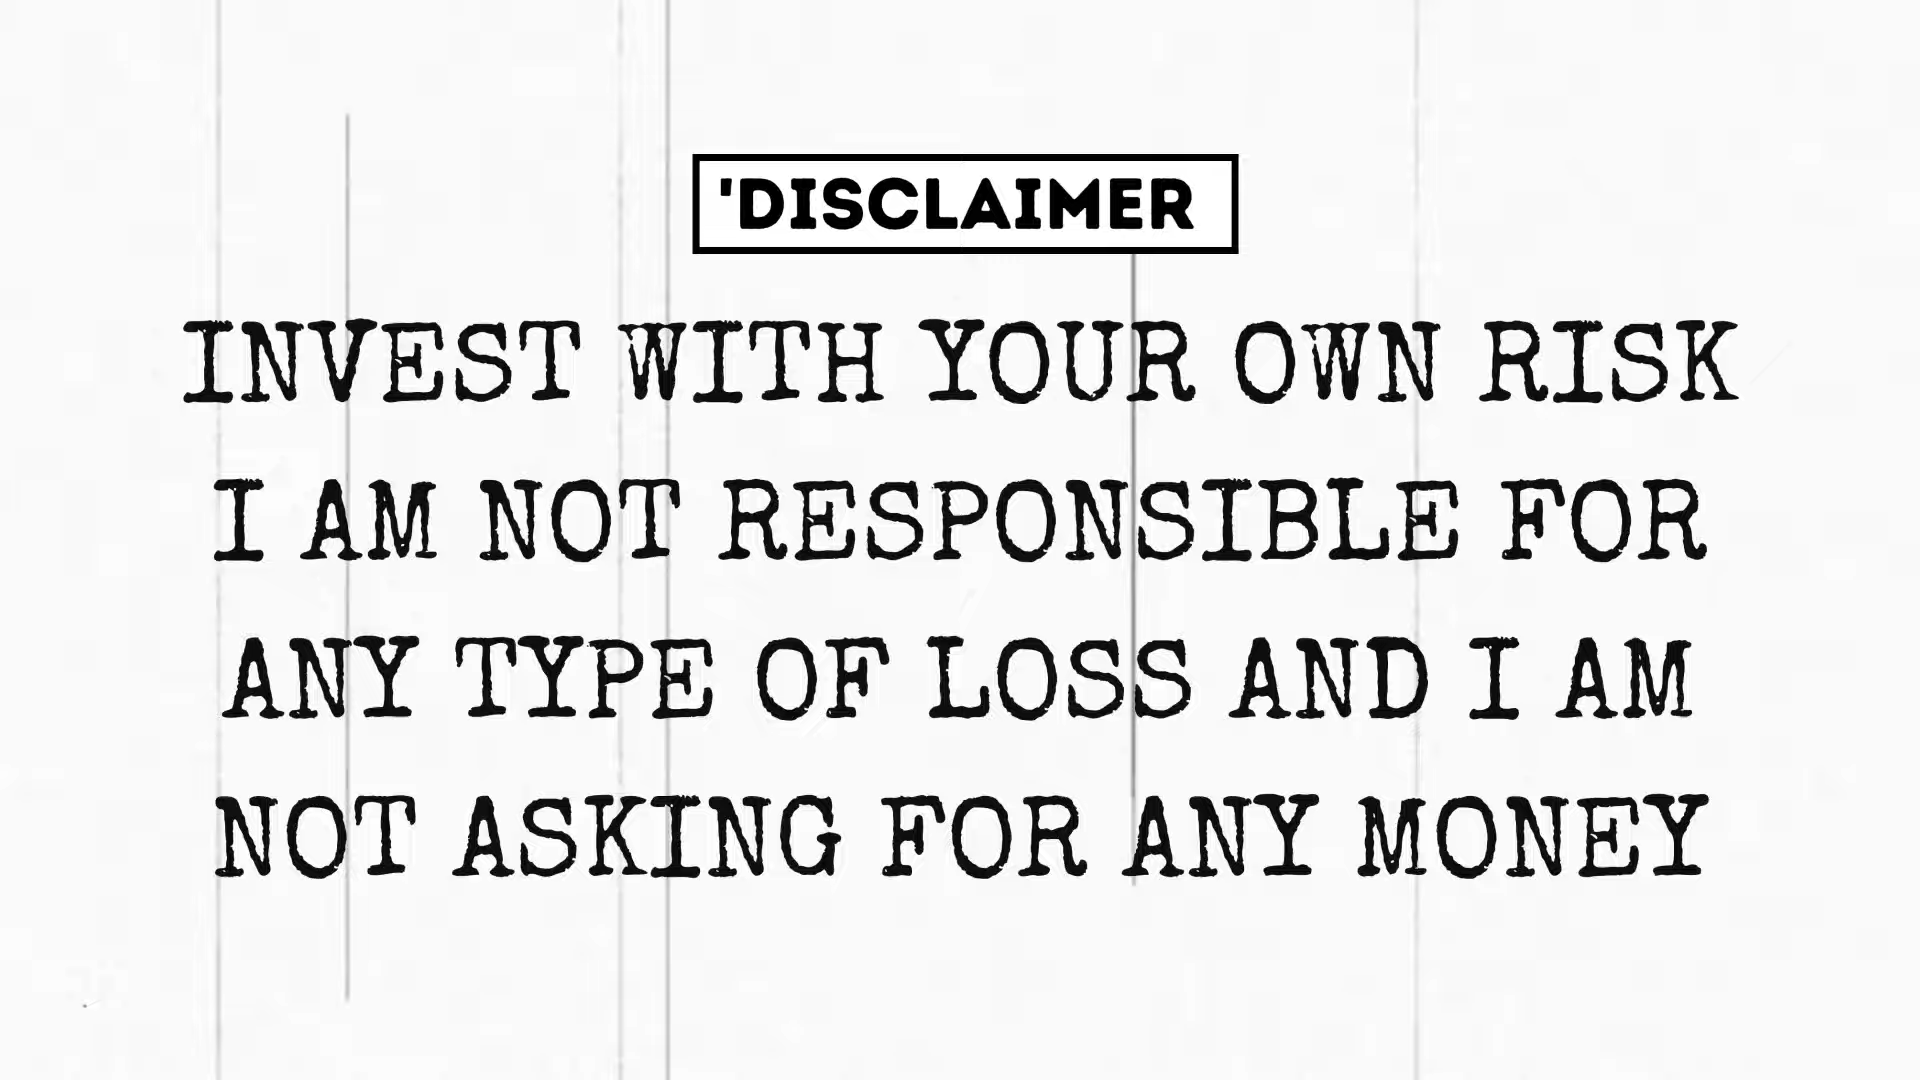 'DISCLAIMER
INVEST WITH YOUR OWN RISK
I AM NOT RESPONSIBLE FOR
ANY TYPE OF LOSS AND I AM
NOT ASKING FOR ANY MONEY